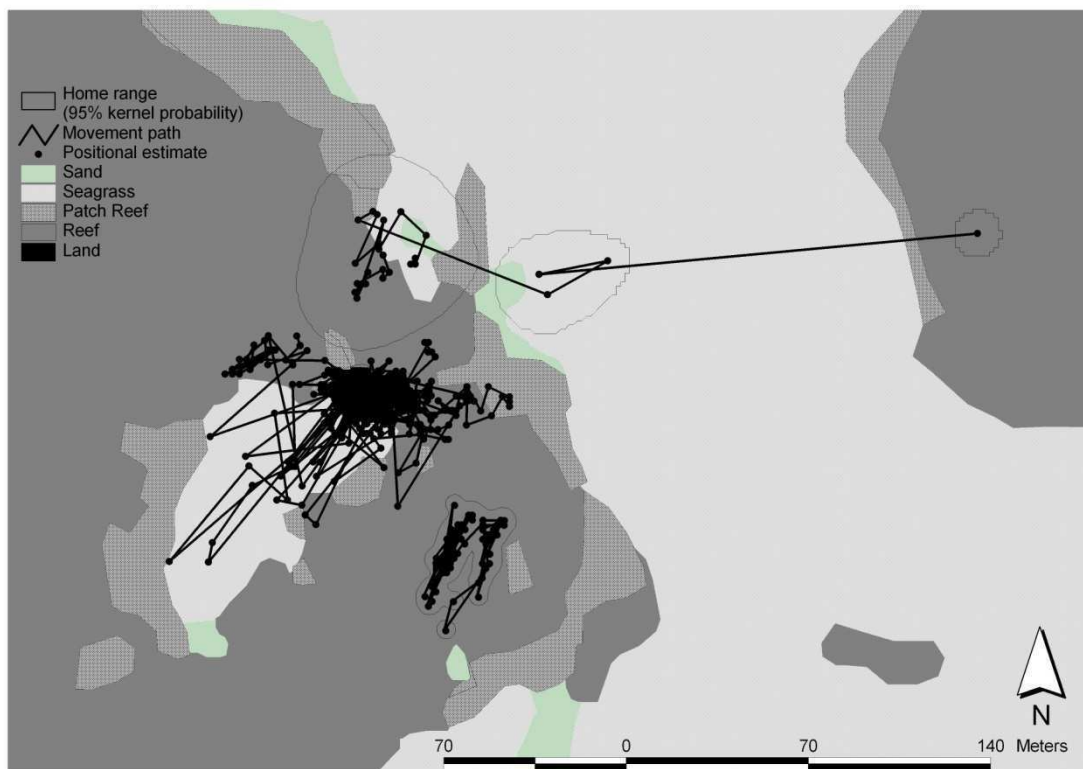 Home range
(95% kernel probability)
Movement path
Positional estimate
Sand
Seagrass
Patch Reef
Reef
Land
N
70 0 70 140 Meters